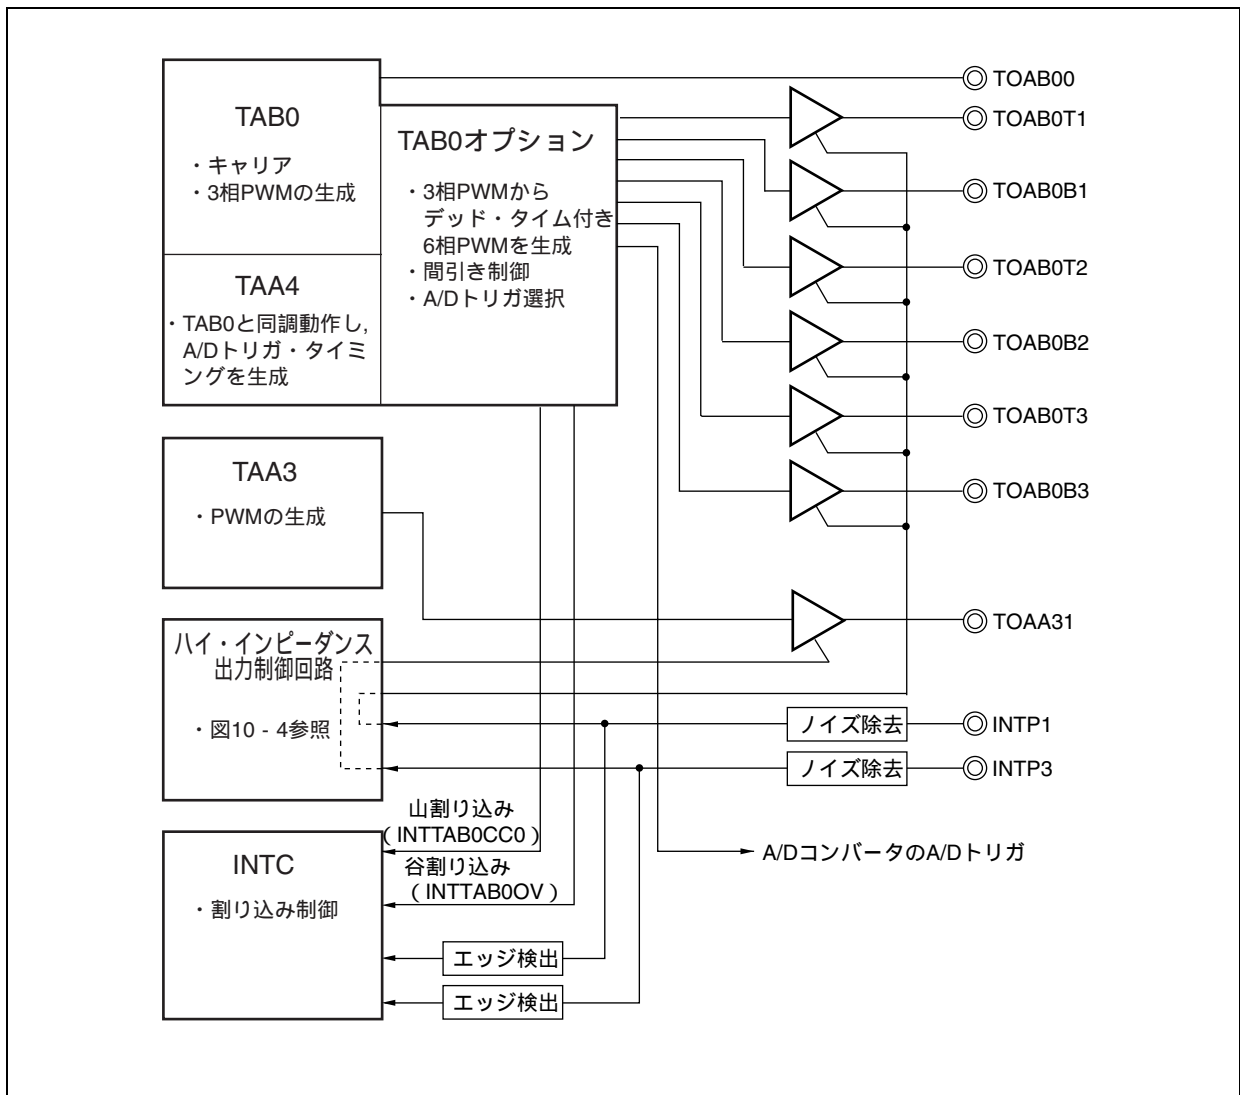 TAB0
・キャリア
・3相PWMの生成
TAB0オプション
・3相PWMから
デッド・タイム付き
6相PWMを生成
・間引き制御
・A/Dトリガ選択
TAA4
・TAB0と同調動作し,
A/Dトリガ・タイミ
ングを生成
TOAB00
TOAB0T1
TOAB0B1
TOAB0T2
TOAB0B2
TOAB0T3
TOAB0B3
TAA3
・PWMの生成
TOAA31
ハイ・インピーダンス
出力制御回路
・図10 - 4参照
ノイズ除去
INTP1
ノイズ除去
INTP3
山割り込み
( INTTAB0CC0 )
谷割り込み
( INTTAB0OV )
A/DコンバータのA/Dトリガ
INTC
・割り込み制御
エッジ検出
エッジ検出